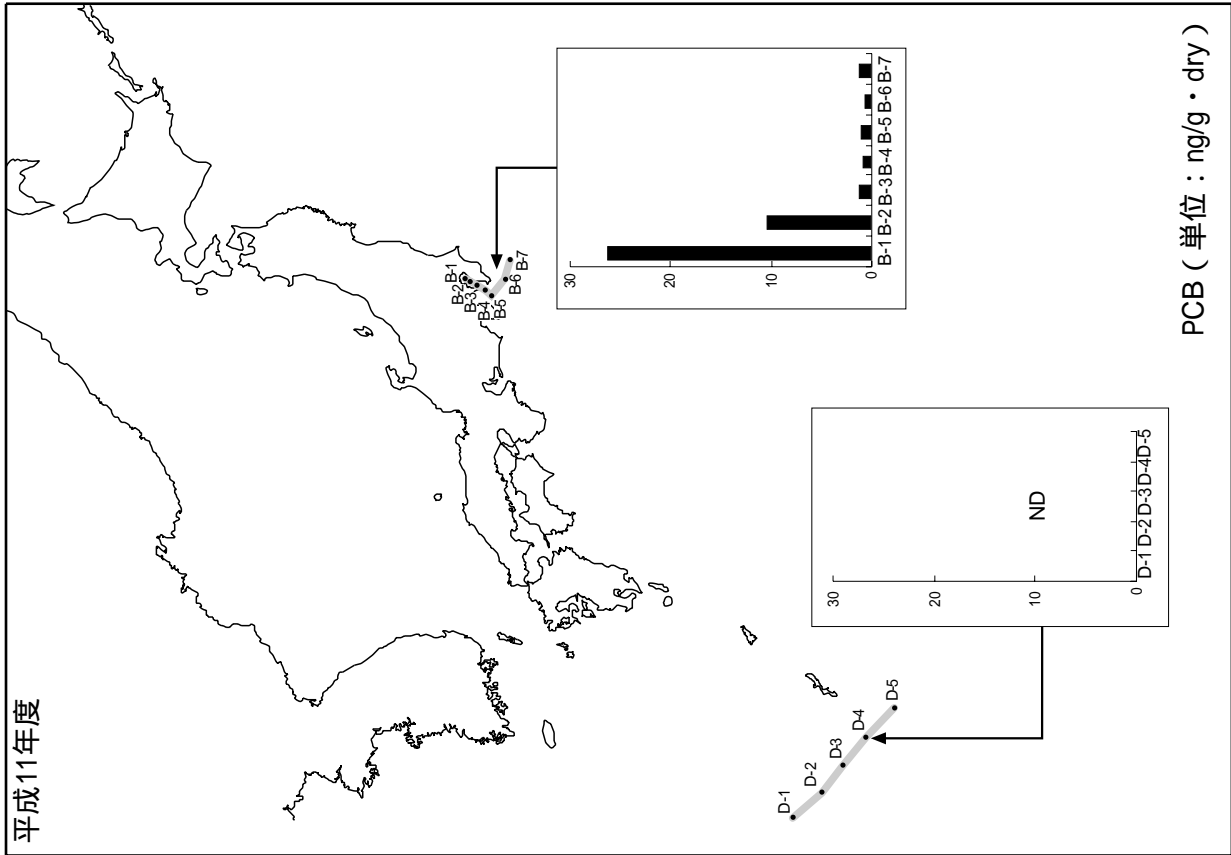 平成11年度
B-1
B-2
B-3
B-4
B-5
B-6
B-7
30
20
10
0
B-1 B-2 B-3 B-4 B-5 B-6 B-7
D-1
D-2
D-3
D-4
D-5
30
20
10
0
ND
D-1 D-2 D-3 D-4 D-5
PCB（単位：ng/g・dry）